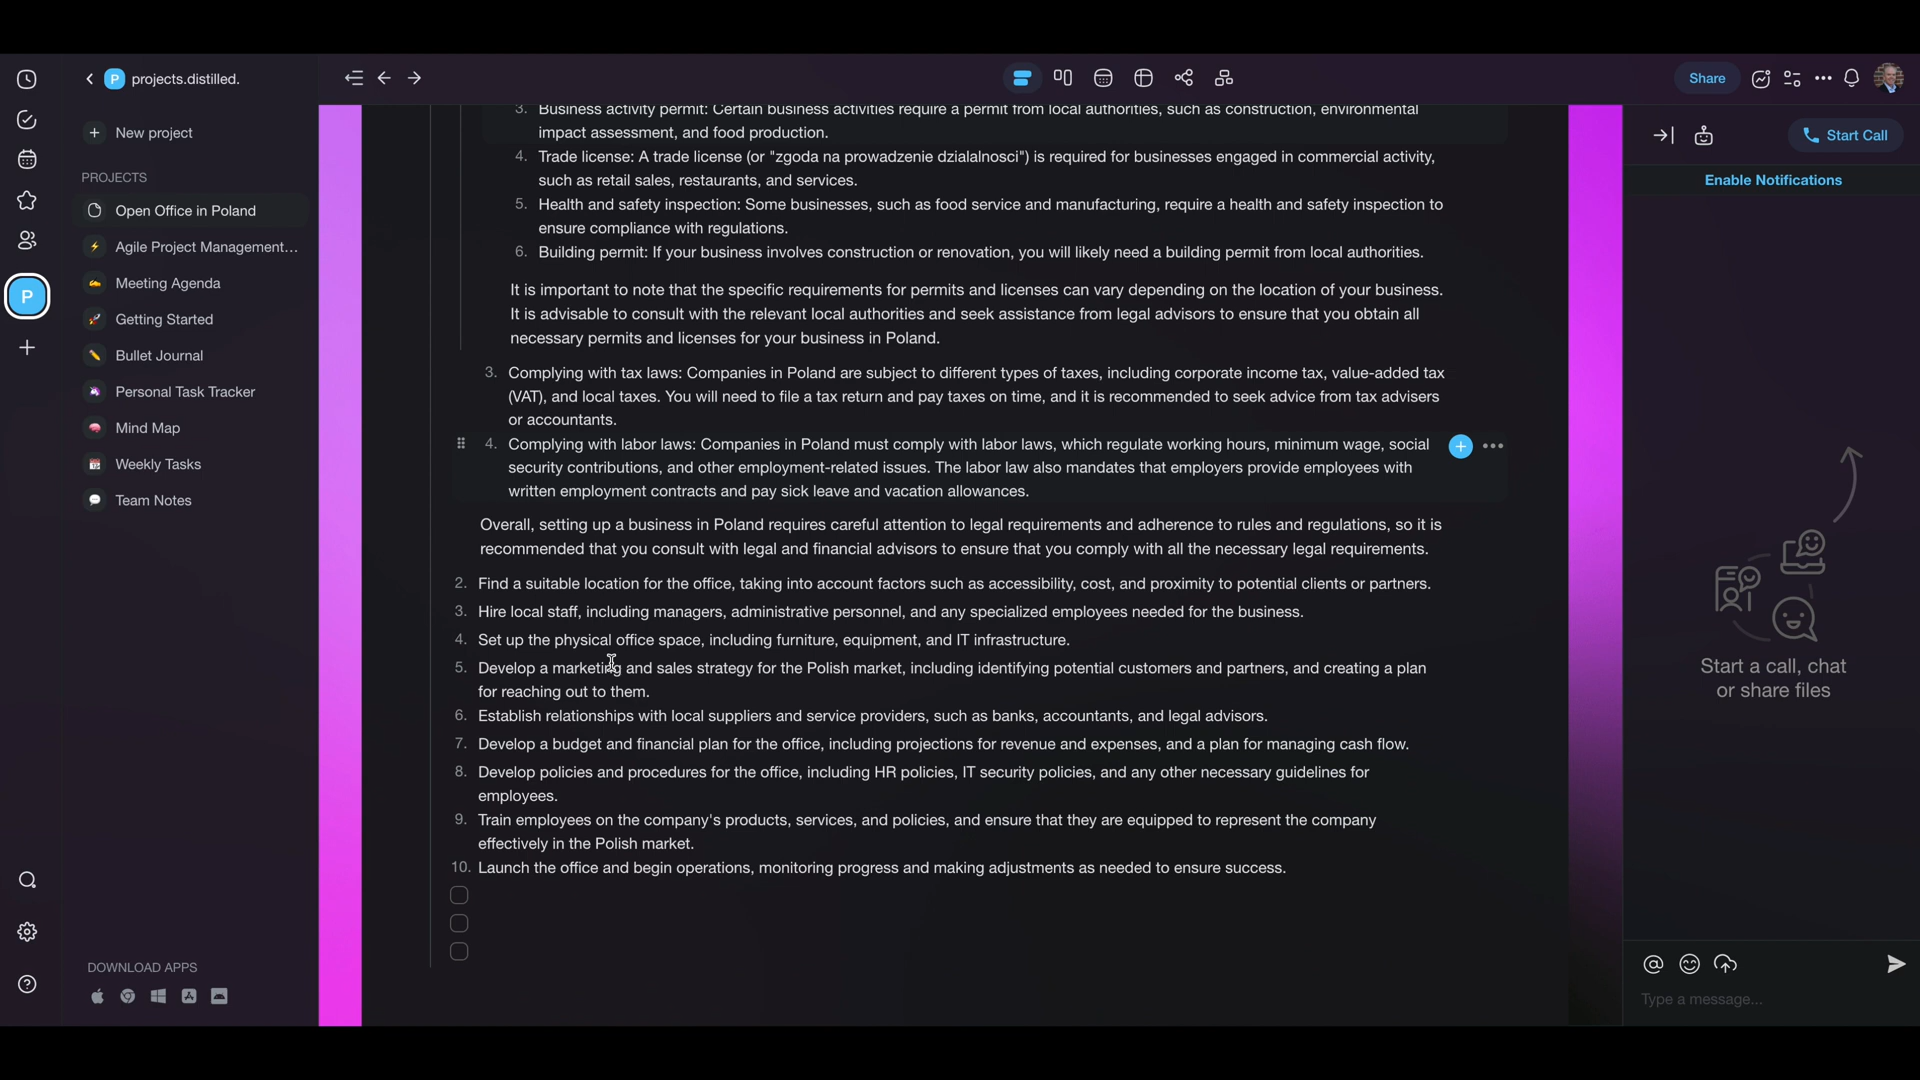 P projects.distilled.
Share
+ New project
PROJECTS
Open Office in Poland
Agile Project Management...
Meeting Agenda
Getting Started
Bullet Journal
Personal Task Tracker
Mind Map
Weekly Tasks
Team Notes
DOWNLOAD APPS
P
3. Business activity permit: Certain business activities require a permit from local authorities, such as construction, environmental
impact assessment, and food production.
4. Trade license: A trade license (or "zgoda na prowadzenie dzialalnosci") is required for businesses engaged in commercial activity,
such as retail sales, restaurants, and services.
5. Health and safety inspection: Some businesses, such as food service and manufacturing, require a health and safety inspection to
ensure compliance with regulations.
6. Building permit: If your business involves construction or renovation, you will likely need a building permit from local authorities.
It is important to note that the specific requirements for permits and licenses can vary depending on the location of your business.
It is advisable to consult with the relevant local authorities and seek assistance from legal advisors to ensure that you obtain all
necessary permits and licenses for your business in Poland.
3. Complying with tax laws: Companies in Poland are subject to different types of taxes, including corporate income tax, value-added tax
(VAT), and local taxes. You will need to file a tax return and pay taxes on time, and it is recommended to seek advice from tax advisers
or accountants.
4. Complying with labor laws: Companies in Poland must comply with labor laws, which regulate working hours, minimum wage, social
security contributions, and other employment-related issues. The labor law also mandates that employers provide employees with
written employment contracts and pay sick leave and vacation allowances.
Overall, setting up a business in Poland requires careful attention to legal requirements and adherence to rules and regulations, so it is
recommended that you consult with legal and financial advisors to ensure that you comply with all the necessary legal requirements.
2. Find a suitable location for the office, taking into account factors such as accessibility, cost, and proximity to potential clients or partners.
3. Hire local staff, including managers, administrative personnel, and any specialized employees needed for the business.
4. Set up the physical office space, including furniture, equipment, and IT infrastructure.
5. Develop a marketing and sales strategy for the Polish market, including identifying potential customers and partners, and creating a plan
for reaching out to them.
6. Establish relationships with local suppliers and service providers, such as banks, accountants, and legal advisors.
7. Develop a budget and financial plan for the office, including projections for revenue and expenses, and a plan for managing cash flow.
8. Develop policies and procedures for the office, including HR policies, IT security policies, and any other necessary guidelines for
employees.
9. Train employees on the company's products, services, and policies, and ensure that they are equipped to represent the company
effectively in the Polish market.
10. Launch the office and begin operations, monitoring progress and making adjustments as needed to ensure success.
Start Call
Enable Notifications
Start a call, chat
or share files
Type a message...